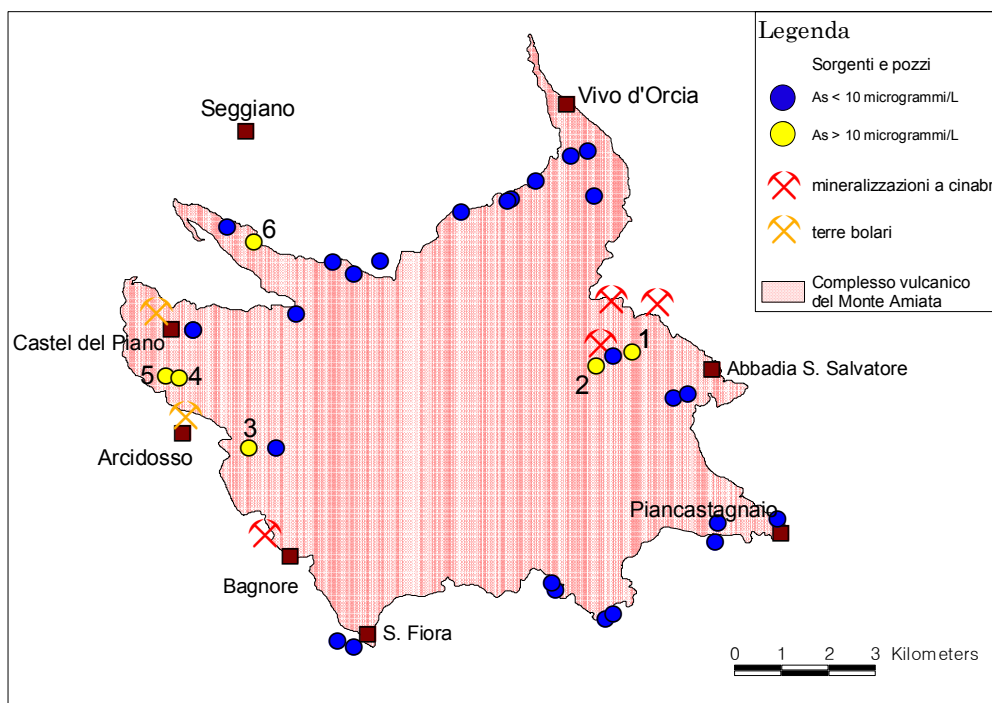 Legenda
Sorgenti e pozzi
As < 10 microgrammi/L
As > 10 microgrammi/L
mineralizzazioni a cinabr
terre bolari
Complesso vulcanico
del Monte Amiata
Vivo d'Orcia
Seggiano
6
Castel del Piano
1
2
Abbadia S. Salvatore
5
4
3
Arcidosso
Piancastagnaio
Bagnore
S. Fiora
0 1 2 3 Kilometers